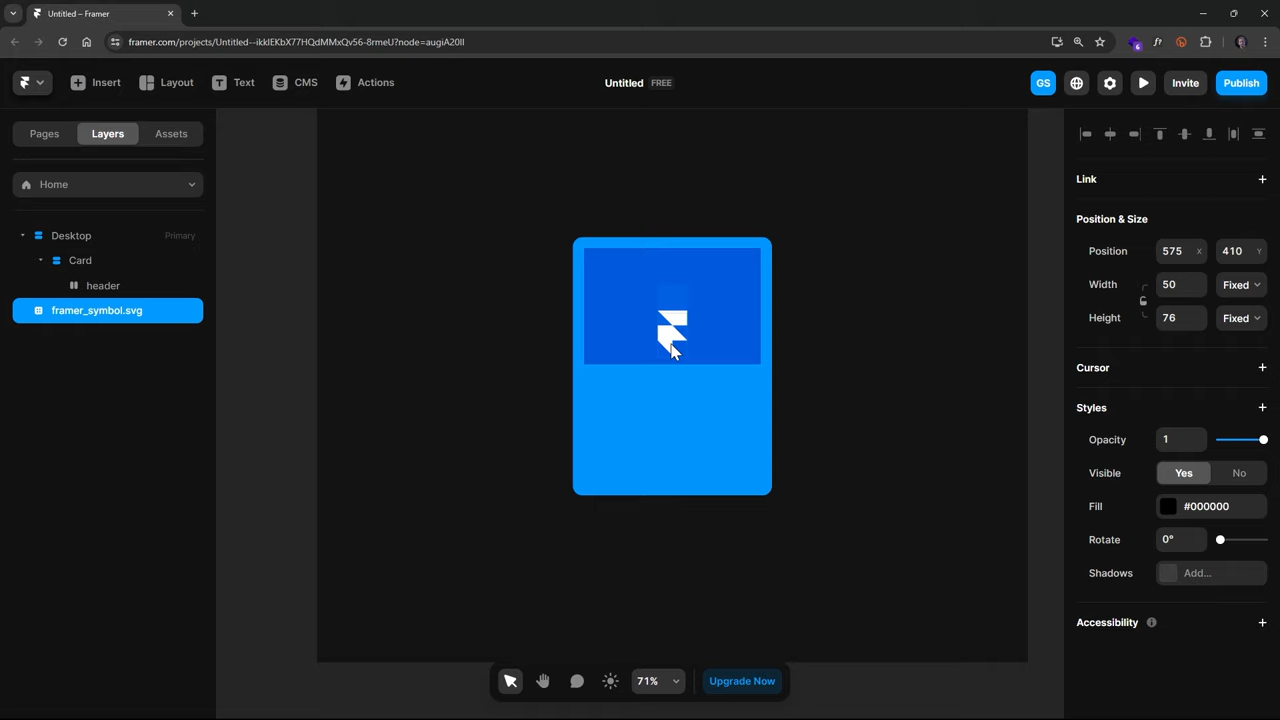 Untitled – Framer
framer.com/projects/Untitled--ikklEKbX77HQdMMxQv56-8rmeU?node=augiA20Il
6
f?
Insert
Layout
Text
CMS
Actions
Untitled FREE
GS
Invite
Publish
Pages
Layers
Assets
Home
Desktop
Primary
Card
header
framer_symbol.svg
Link
Position & Size
Position 575 X 410 Y
Width 50 Fixed
Height 76 Fixed
Cursor
Styles
Opacity 1
Visible Yes No
Fill #000000
Rotate 0°
Shadows Add...
Accessibility
71%
Upgrade Now